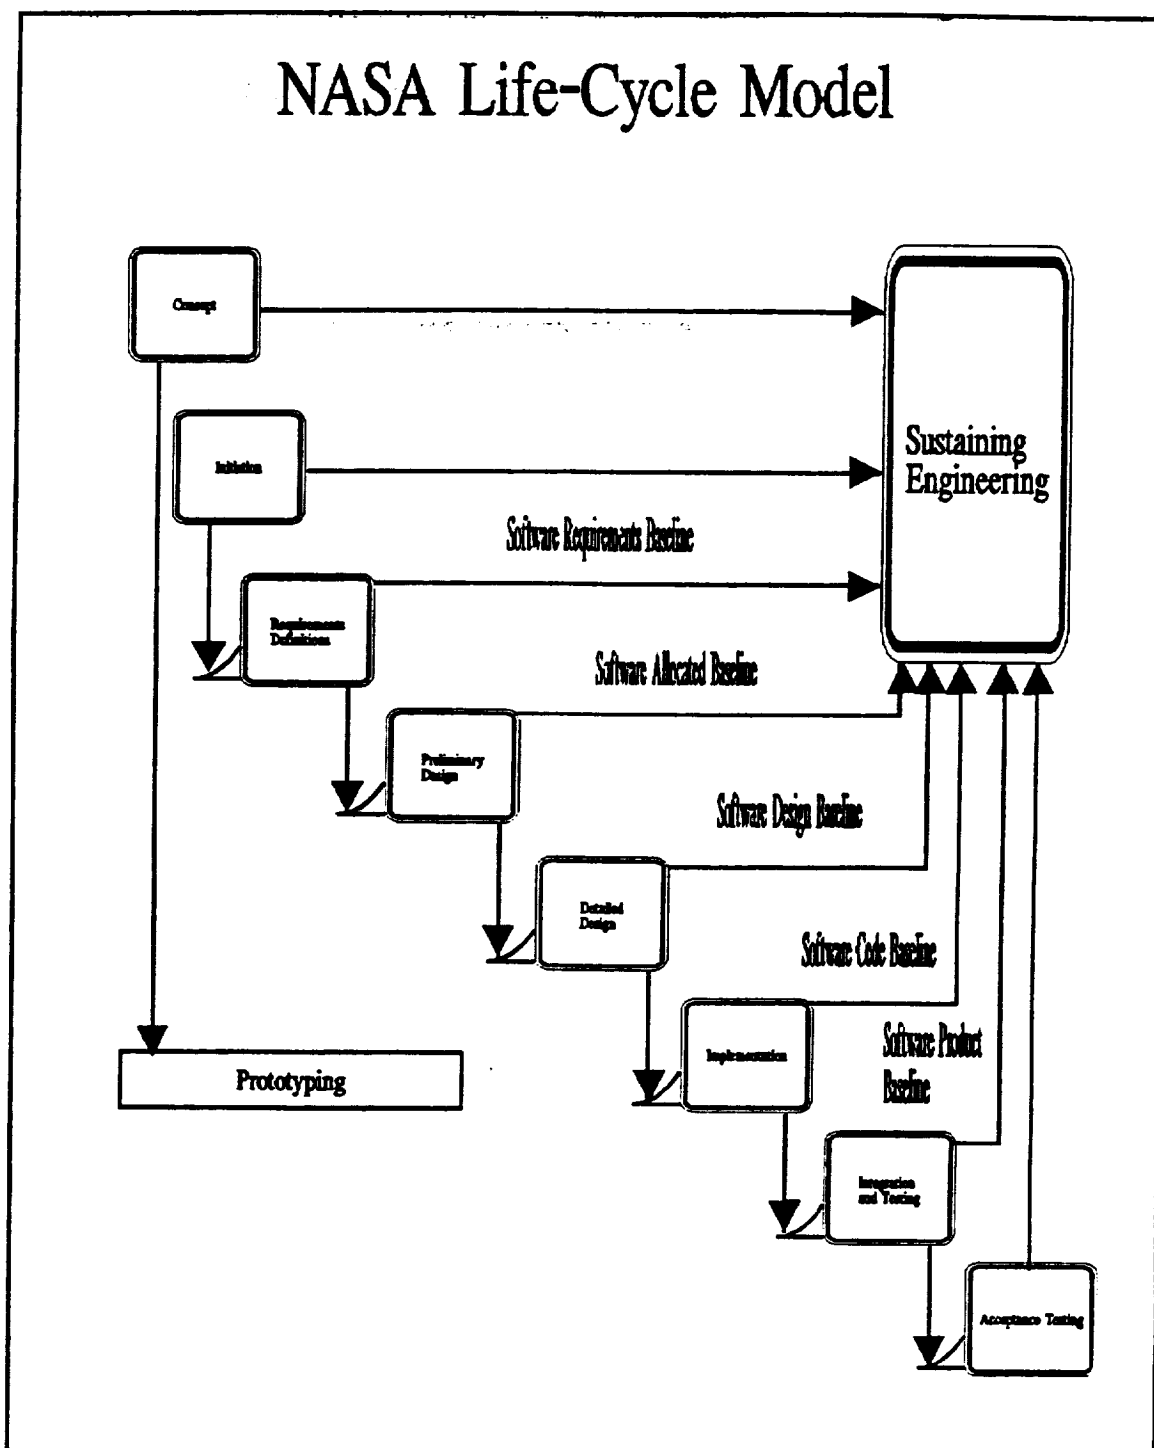 NASA Life-Cycle Model
Concept
Initiation
Sustaining
Engineering
Software Requirements Baseline
Requirements
Definitions
Software Allocated Baseline
Preliminary
Design
Software Design Baseline
Detailed
Design
Software Code Baseline
Implementation
Software Product
Baseline
Prototyping
Integration
and Testing
Acceptance Testing